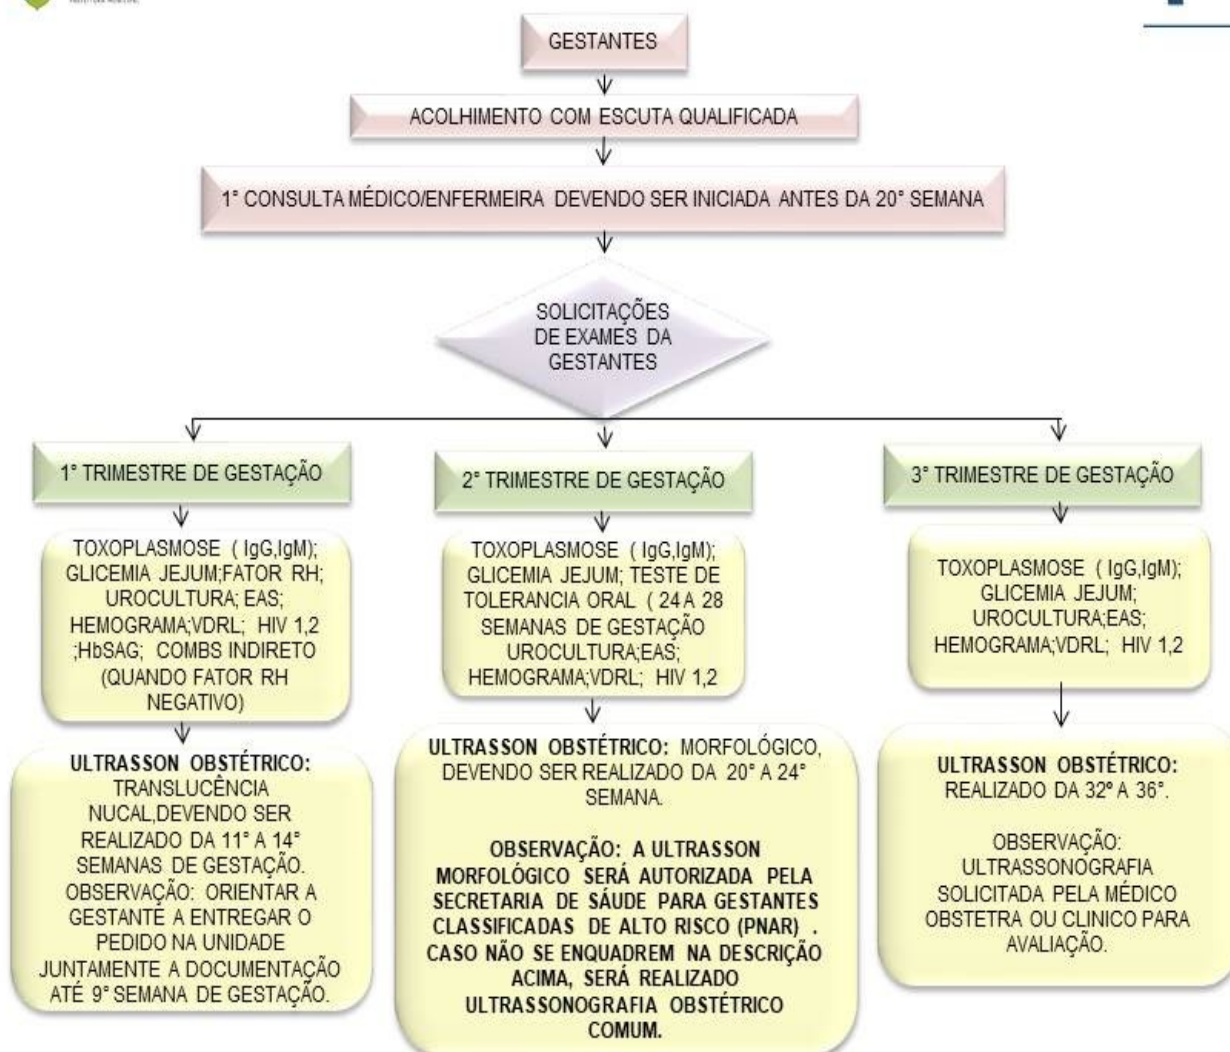 PREFEITURA MUNICIPAL
GESTANTES
ACOLHIMENTO COM ESCUTA QUALIFICADA
1° CONSULTA MÉDICO/ENFERMEIRA DEVENDO SER INICIADA ANTES DA 20° SEMANA
SOLICITAÇÕES
DE EXAMES DA
GESTANTES
1° TRIMESTRE DE GESTAÇÃO
TOXOPLASMOSE ( IgG,IgM);
GLICEMIA JEJUM;FATOR RH;
UROCULTURA; EAS;
HEMOGRAMA;VDRL; HIV 1,2
;HbSAG; COMBS INDIRETO
(QUANDO FATOR RH
NEGATIVO)
ULTRASSON OBSTÉTRICO:
TRANSLUCÊNCIA
NUCAL,DEVENDO SER
REALIZADO DA 11° A 14°
SEMANAS DE GESTAÇÃO.
OBSERVAÇÃO: ORIENTAR A
GESTANTE A ENTREGAR O
PEDIDO NA UNIDADE
JUNTAMENTE A DOCUMENTAÇÃO
ATÉ 9° SEMANA DE GESTAÇÃO.
2° TRIMESTRE DE GESTAÇÃO
TOXOPLASMOSE ( IgG,IgM);
GLICEMIA JEJUM; TESTE DE
TOLERANCIA ORAL ( 24 A 28
SEMANAS DE GESTAÇÃO
UROCULTURA;EAS;
HEMOGRAMA;VDRL; HIV 1,2
ULTRASSON OBSTÉTRICO: MORFOLÓGICO,
DEVENDO SER REALIZADO DA 20° A 24°
SEMANA.
OBSERVAÇÃO: A ULTRASSON
MORFOLÓGICO SERÁ AUTORIZADA PELA
SECRETARIA DE SÁUDE PARA GESTANTES
CLASSIFICADAS DE ALTO RISCO (PNAR) .
CASO NÃO SE ENQUADREM NA DESCRIÇÃO
ACIMA, SERÁ REALIZADO
ULTRASSONOGRAFIA OBSTÉTRICO
COMUM.
3° TRIMESTRE DE GESTAÇÃO
TOXOPLASMOSE ( IgG,IgM);
GLICEMIA JEJUM;
UROCULTURA;EAS;
HEMOGRAMA;VDRL; HIV 1,2
ULTRASSON OBSTÉTRICO:
REALIZADO DA 32º A 36°.
OBSERVAÇÃO:
ULTRASSONOGRAFIA
SOLICITADA PELA MÉDICO
OBSTETRA OU CLINICO PARA
AVALIAÇÃO.